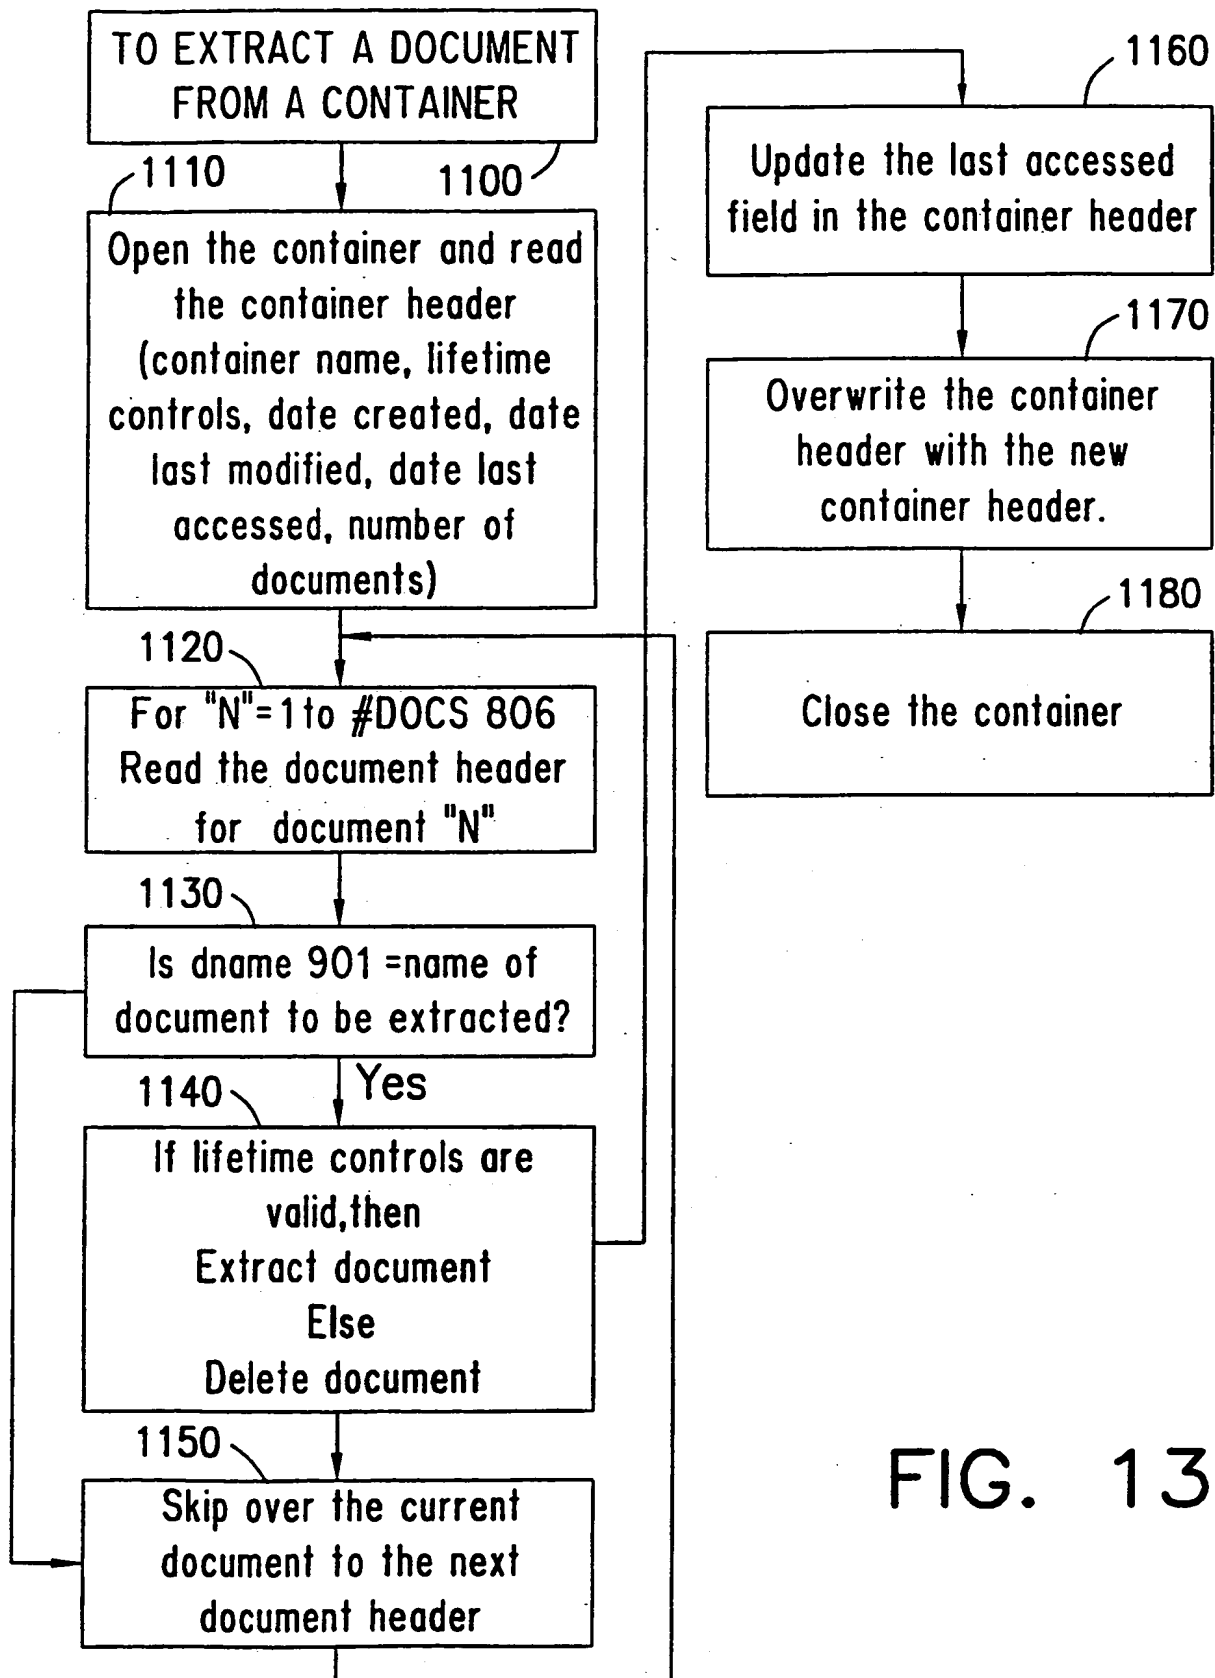 TO EXTRACT A DOCUMENT
FROM A CONTAINER
1100
1110
Open the container and read
the container header
(container name, lifetime
controls, date created, date
last modified, date last
accessed, number of
documents)
1120
For "N"=1 to #DOCS 806
Read the document header
for document "N"
1130
Is dname 901 =name of
document to be extracted?
Yes
1140
If lifetime controls are
valid,then
Extract document
Else
Delete document
1150
Skip over the current
document to the next
document header
1160
Update the last accessed
field in the container header
1170
Overwrite the container
header with the new
container header.
1180
Close the container
FIG. 13